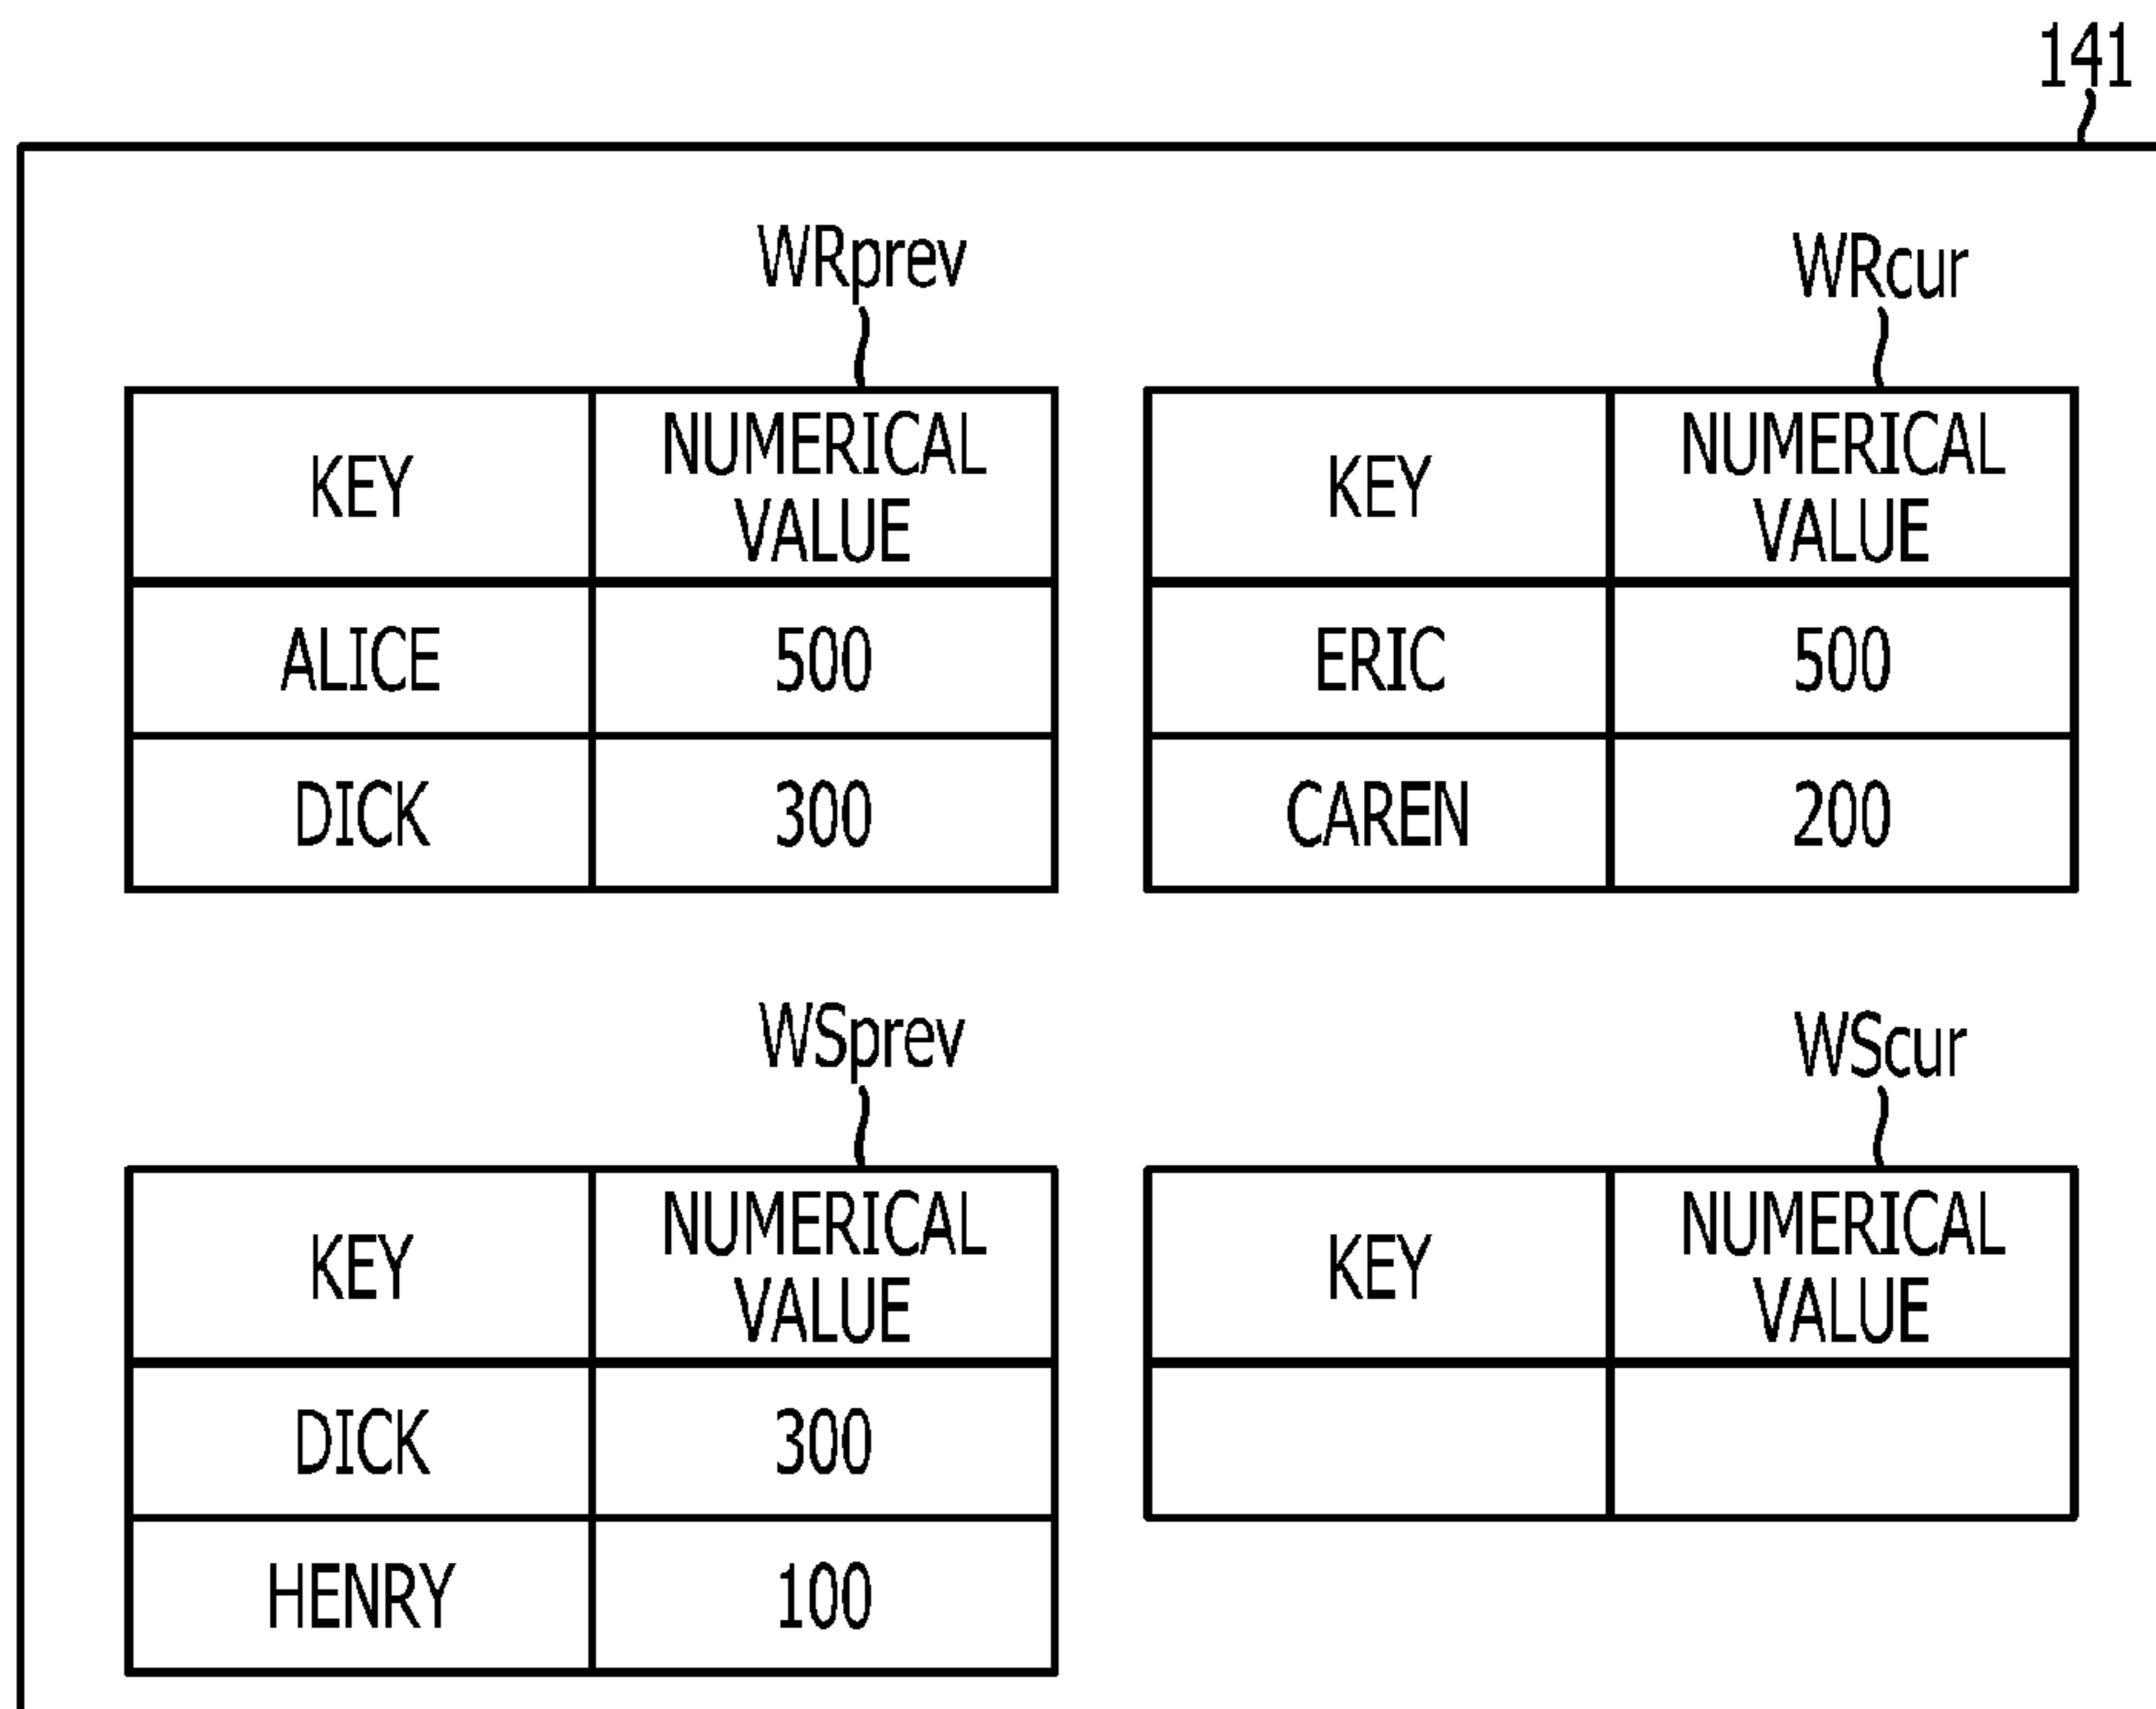 141
WRprev
WRcur
KEY
NUMERICAL
VALUE
KEY
NUMERICAL
VALUE
ALICE
500
ERIC
500
DICK
300
CAREN
200
WSprev
WScur
KEY
NUMERICAL
VALUE
KEY
NUMERICAL
VALUE
DICK
300
HENRY
100